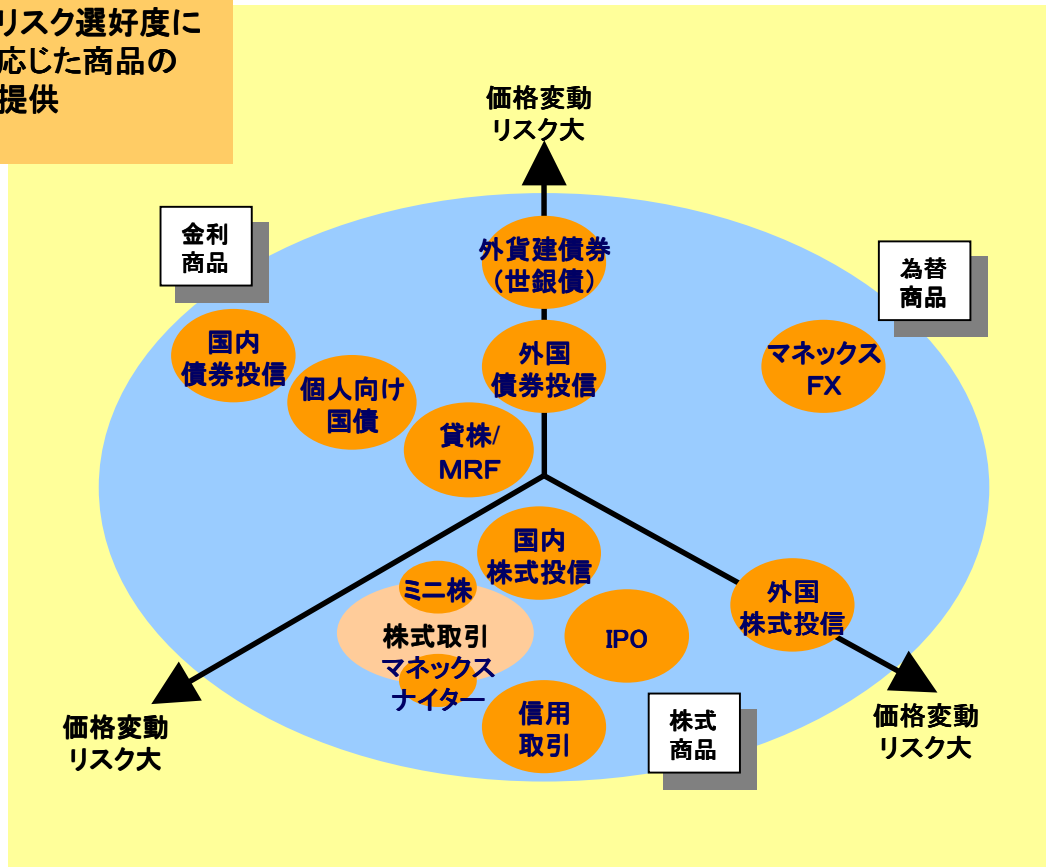 リスク選好度に
応じた商品の
提供
価格変動
リスク大
金利
商品
外貨建債券
（世銀債）
為替
商品
国内
債券投信
個人向け
国債
貸株/
ＭＲＦ
外国
債券投信
マネックス
ＦＸ
国内
株式投信
ミニ株
株式取引
マネックス
ナイター
IPO
外国
株式投信
信用
取引
株式
商品
価格変動
リスク大
価格変動
リスク大